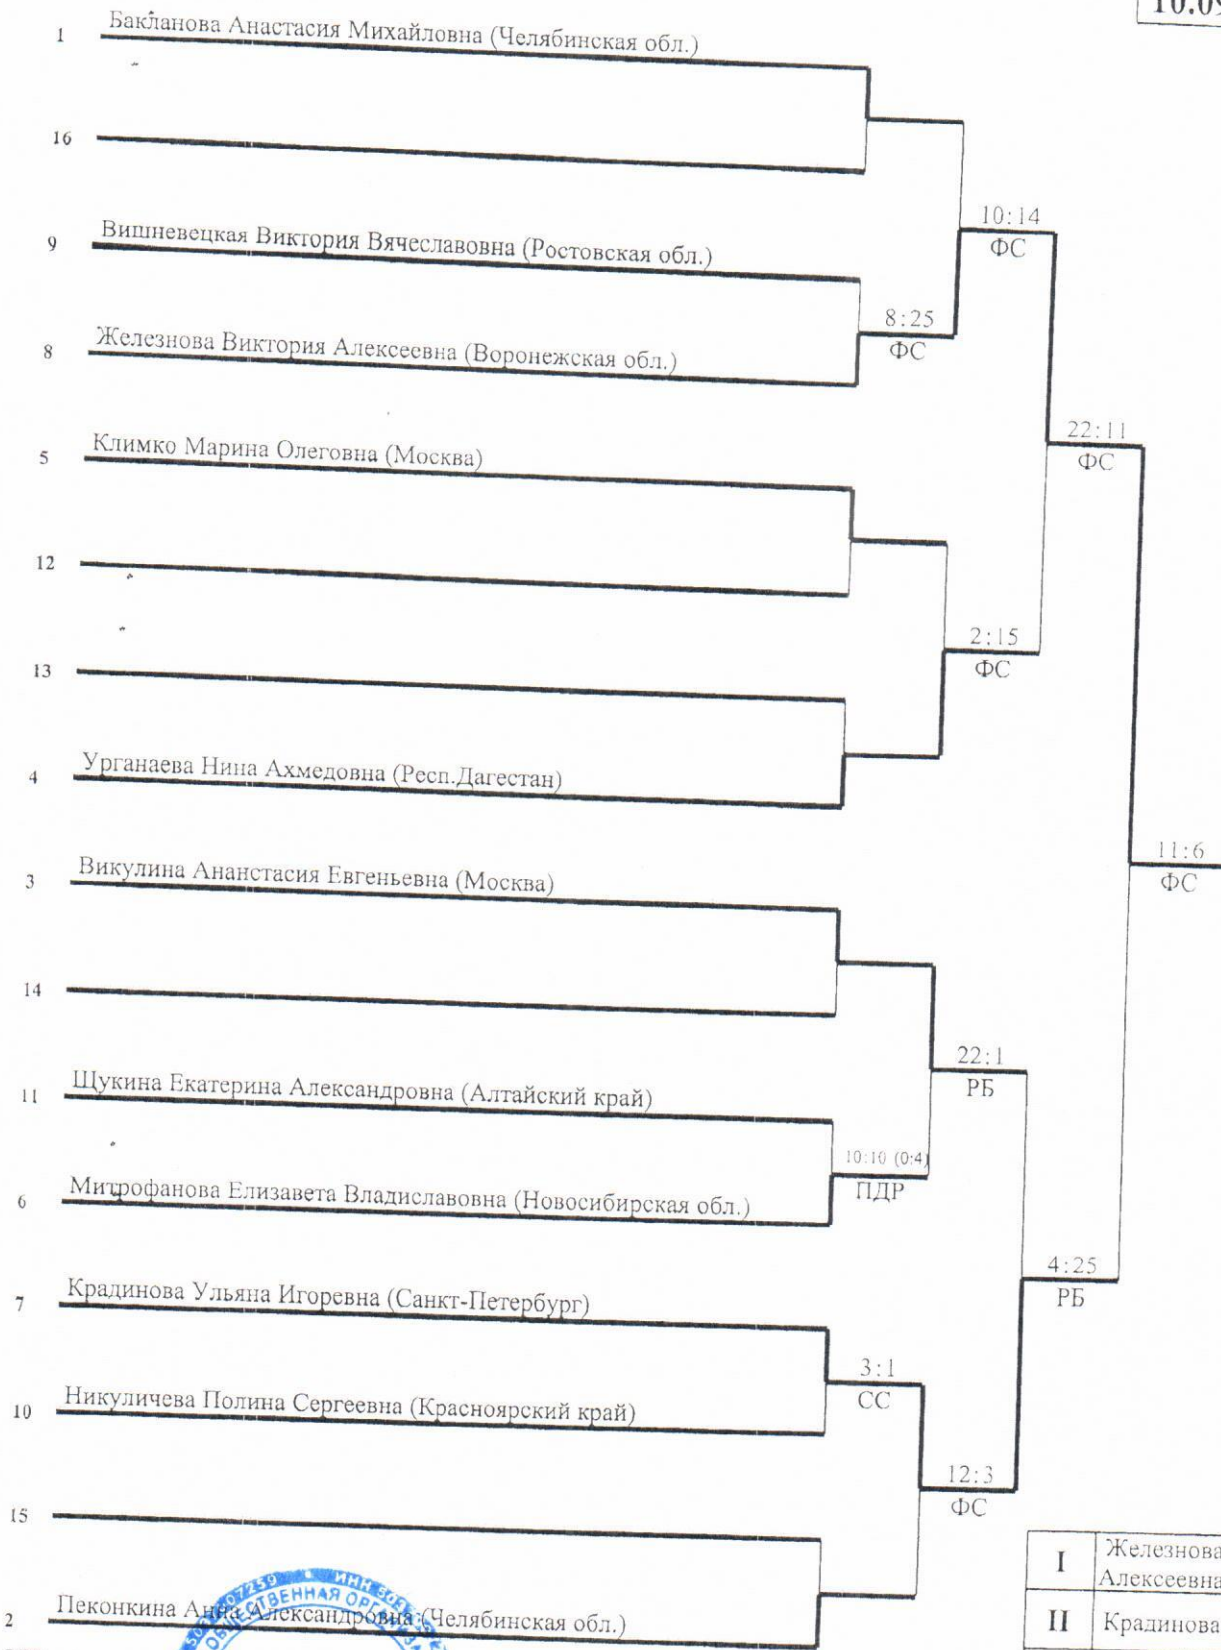 10.09
1 Бакланова Анастасия Михайловна (Челябинская обл.)
16
10:14
ФС
9 Вишневецкая Виктория Вячеславовна (Ростовская обл.)
8:25
ФС
8 Железнова Виктория Алексеевна (Воронежская обл.)
22:11
ФС
5 Климко Марина Олеговна (Москва)
12
2:15
ФС
13
4 Урганаева Нина Ахмедовна (Респ.Дагестан)
11:6
ФС
3 Викулина Ананстасия Евгеньевна (Москва)
14
22:1
РБ
11 Щукина Екатерина Александровна (Алтайский край)
10:10 (0:4)
ПДР
6 Митрофанова Елизавета Владиславовна (Новосибирская обл.)
4:25
РБ
7 Крадинова Ульяна Игоревна (Санкт-Петербург)
3:1
СС
10 Никуличева Полина Сергеевна (Красноярский край)
12:3
ФС
15
I Железнова
Алексеевна
II Крадинова
2 Пеконкина Анна Александровна (Челябинская обл.)
07259 * ИНН
ОБЩЕСТВЕННАЯ